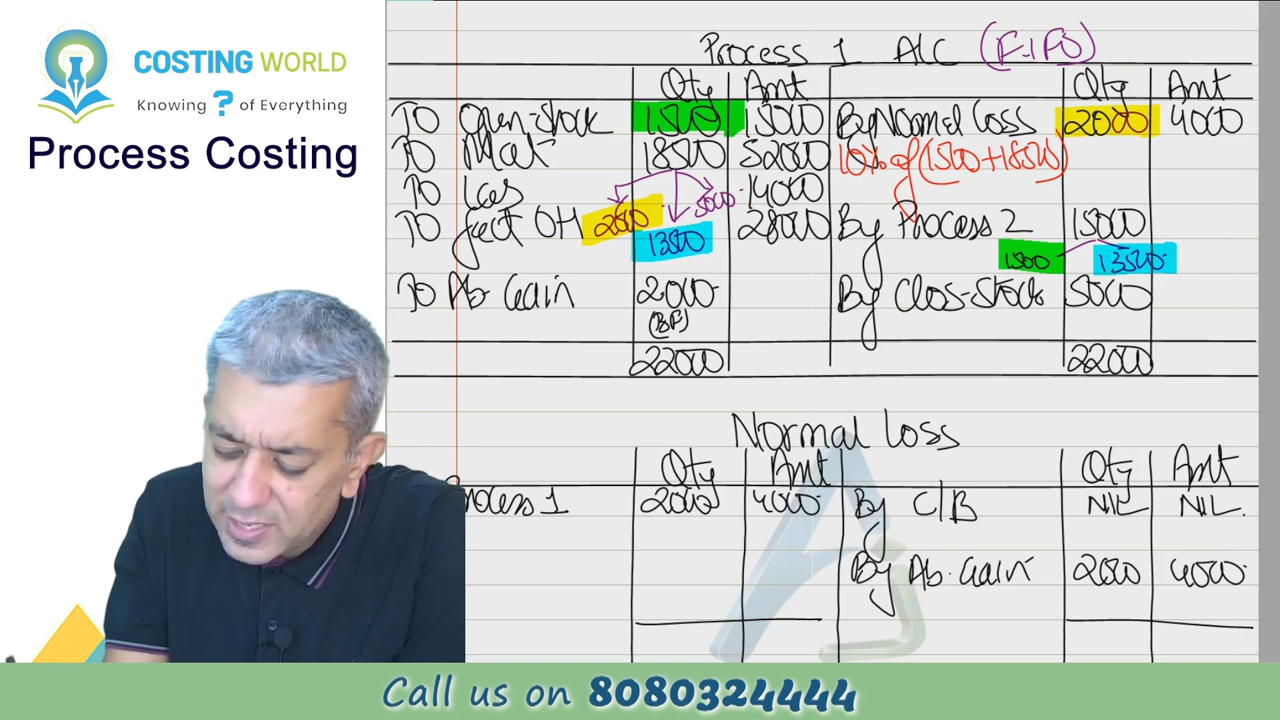 COSTING WORLD
Knowing ? of Everything
Process Costing
Process 1 A/C (FIFO)
Qty Amt Qty Amt
To Open-Stock 1500 15000 By Normal Loss 2000 4000
To Mat 18500 52800 10% of (1500+18500)
To Lab 14000
2000 5000
To fact OH 13500 28000 By Process 2 15000
1500 13500
To Ab. Gain 2000 By Clos-Stock 5000
(BF)
22000 22000
Normal Loss
Qty Amt Qty Amt
rocess 1 2000 4000 By C/B NIL NIL.
By Ab. Gain 2000 4000
Call us on 8080324444